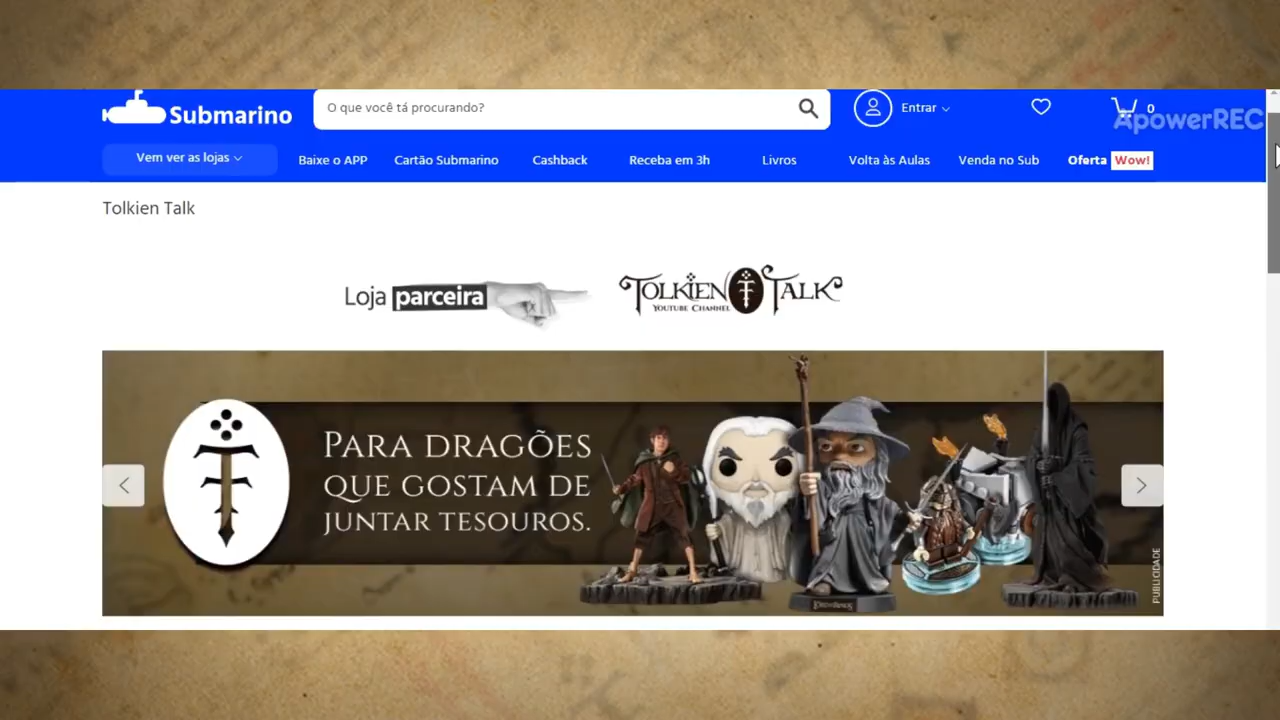 Submarino
O que você tá procurando?
Entrar
0
ApowerREC
Vem ver as lojas
Baixe o APP
Cartão Submarino
Cashback
Receba em 3h
Livros
Volta às Aulas
Venda no Sub
Oferta Wow!
Tolkien Talk
Loja parceira
TOLKIEN TALK
YOUTUBE CHANNEL
PARA DRAGÕES
QUE GOSTAM DE
JUNTAR TESOUROS.
PUBLICIDADE